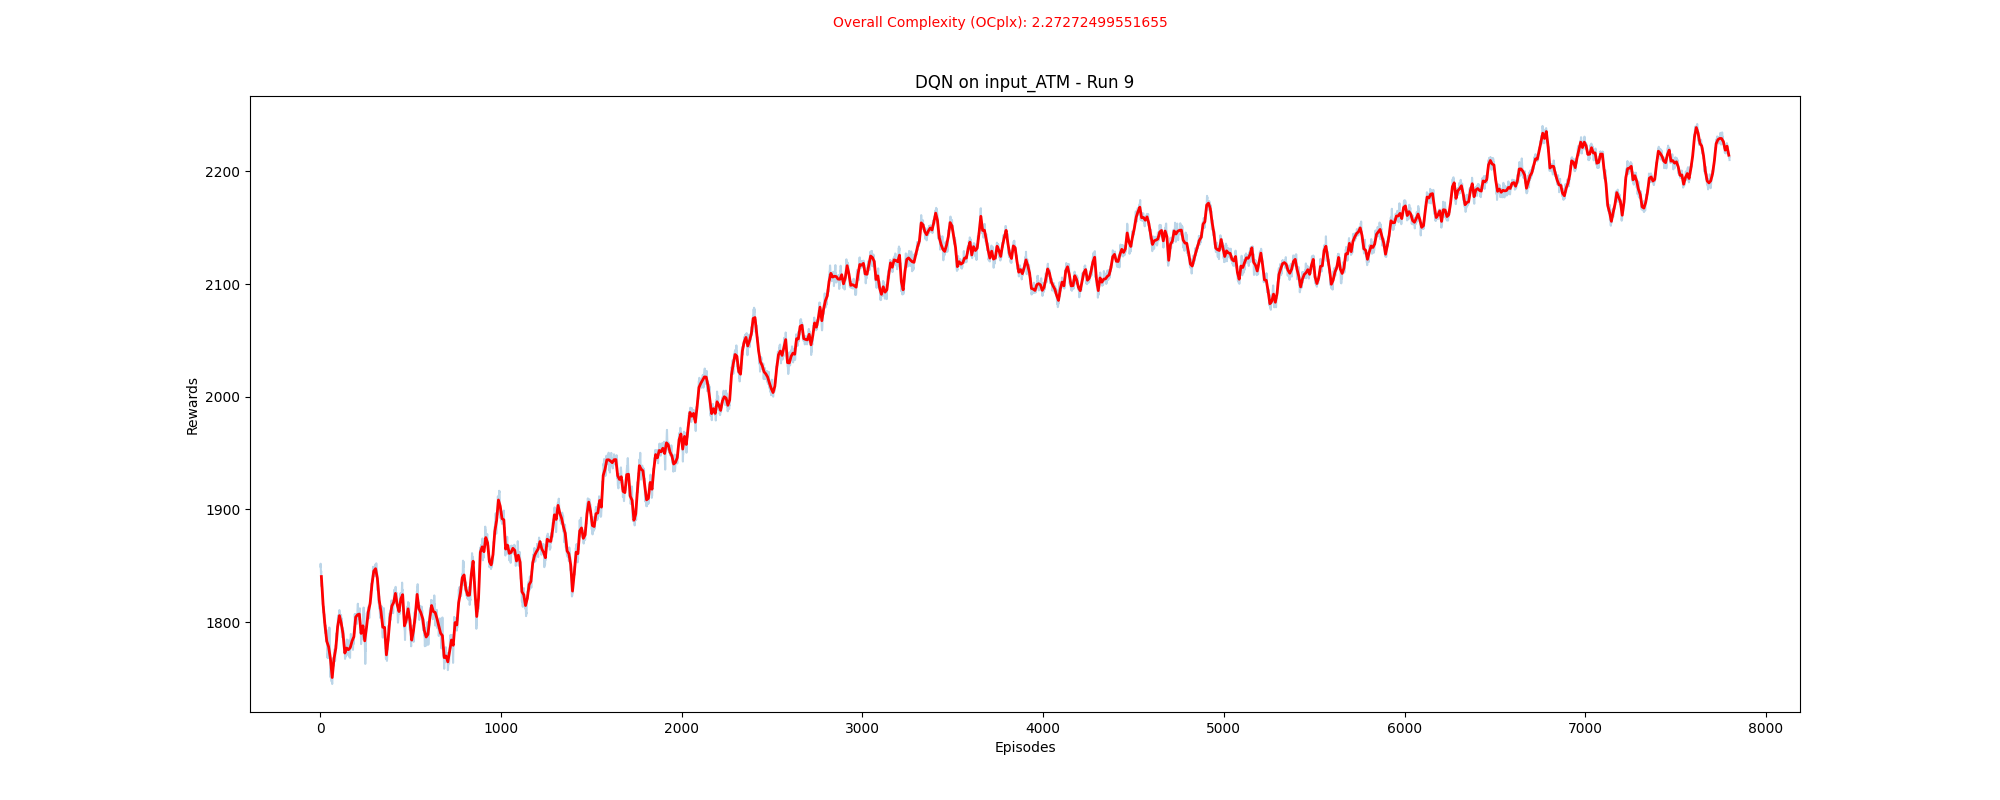 Overall Complexity (OCplx): 2.27272499551655
DQN on input_ATM - Run 9
2200
2100
2000
1900
1800
Rewards
0 1000 2000 3000 4000 5000 6000 7000 8000
Episodes